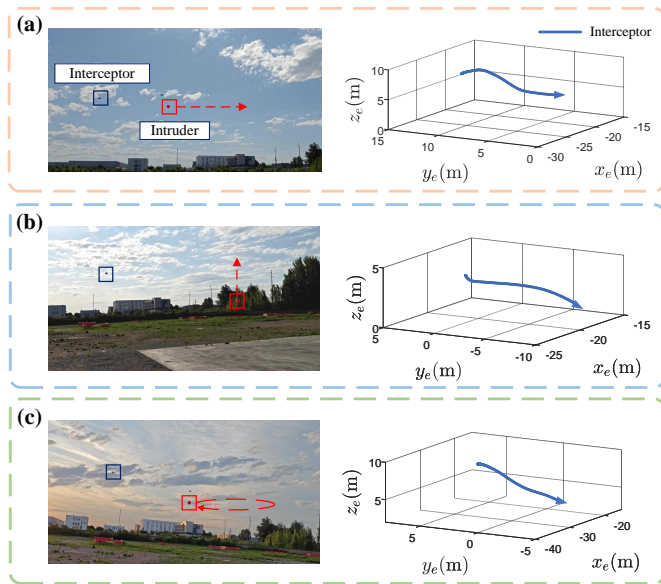 (a)
Interceptor
Intruder
Interceptor
z_e(m)
10
5
0
15
10
5
0
y_e(m)
-30
-25
-20
-15
x_e(m)
(b)
z_e(m)
5
0
5
0
-5
-10
y_e(m)
-25
-20
-15
x_e(m)
(c)
z_e(m)
10
5
5
0
-5
y_e(m)
-40
-30
-20
x_e(m)